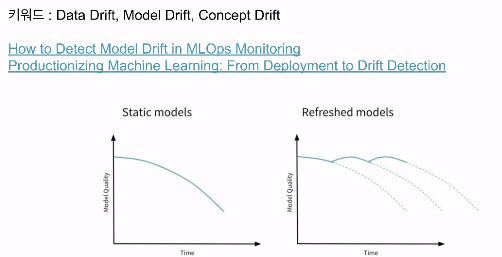 키워드 : Data Drift, Model Drift, Concept Drift
How to Detect Model Drift in MLOps Monitoring
Productionizing Machine Learning: From Deployment to Drift Detection
Static models
Refreshed models
Model Quality
Time
Model Quality
Time